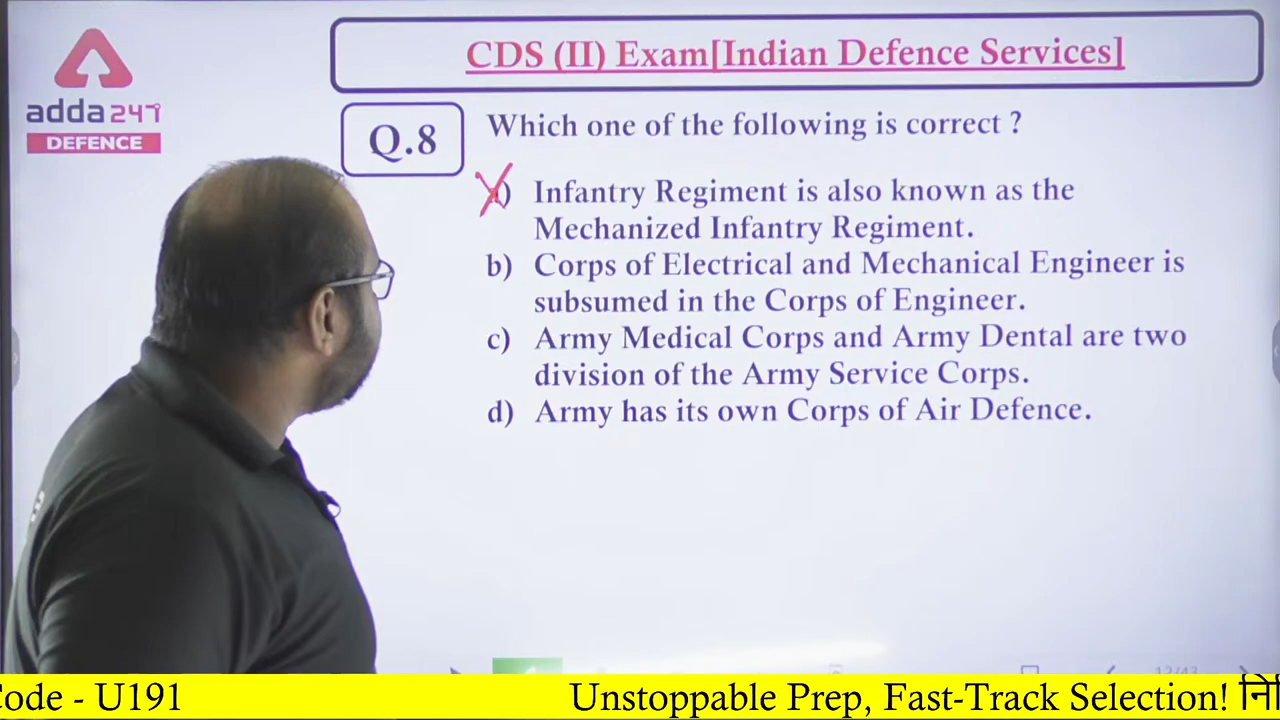 CDS (II) Exam[Indian Defence Services]
adda247
DEFENCE
Q.8
Which one of the following is correct ?
Infantry Regiment is also known as the
Mechanized Infantry Regiment.
b) Corps of Electrical and Mechanical Engineer is
subsumed in the Corps of Engineer.
c) Army Medical Corps and Army Dental are two
division of the Army Service Corps.
d) Army has its own Corps of Air Defence.
12/43
Code - U191
Unstoppable Prep, Fast-Track Selection!